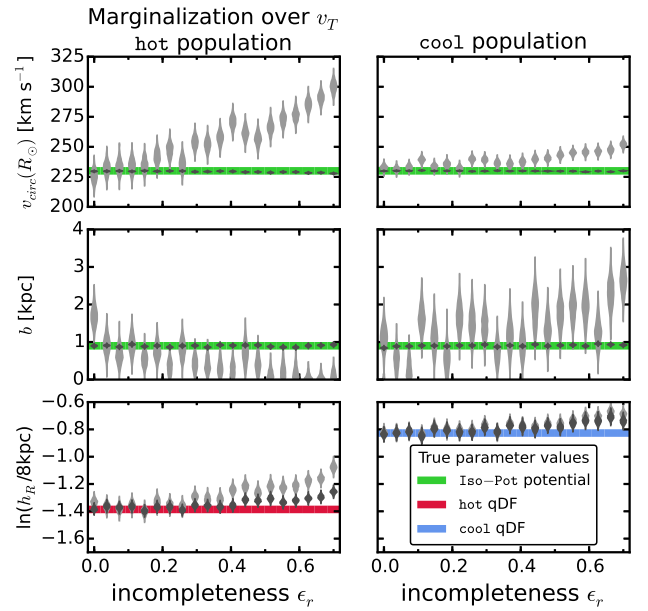 Marginalization over v_T
hot population
cool population
v_circ(R_⊙) [km s⁻¹]
325
300
275
250
225
200
b [kpc]
4
3
2
1
0
ln(h_R/8kpc)
−0.6
−0.8
−1.0
−1.2
−1.4
−1.6
True parameter values
Iso−Pot potential
hot qDF
cool qDF
0.0 0.2 0.4 0.6
0.0 0.2 0.4 0.6
incompleteness ϵ_r
incompleteness ϵ_r